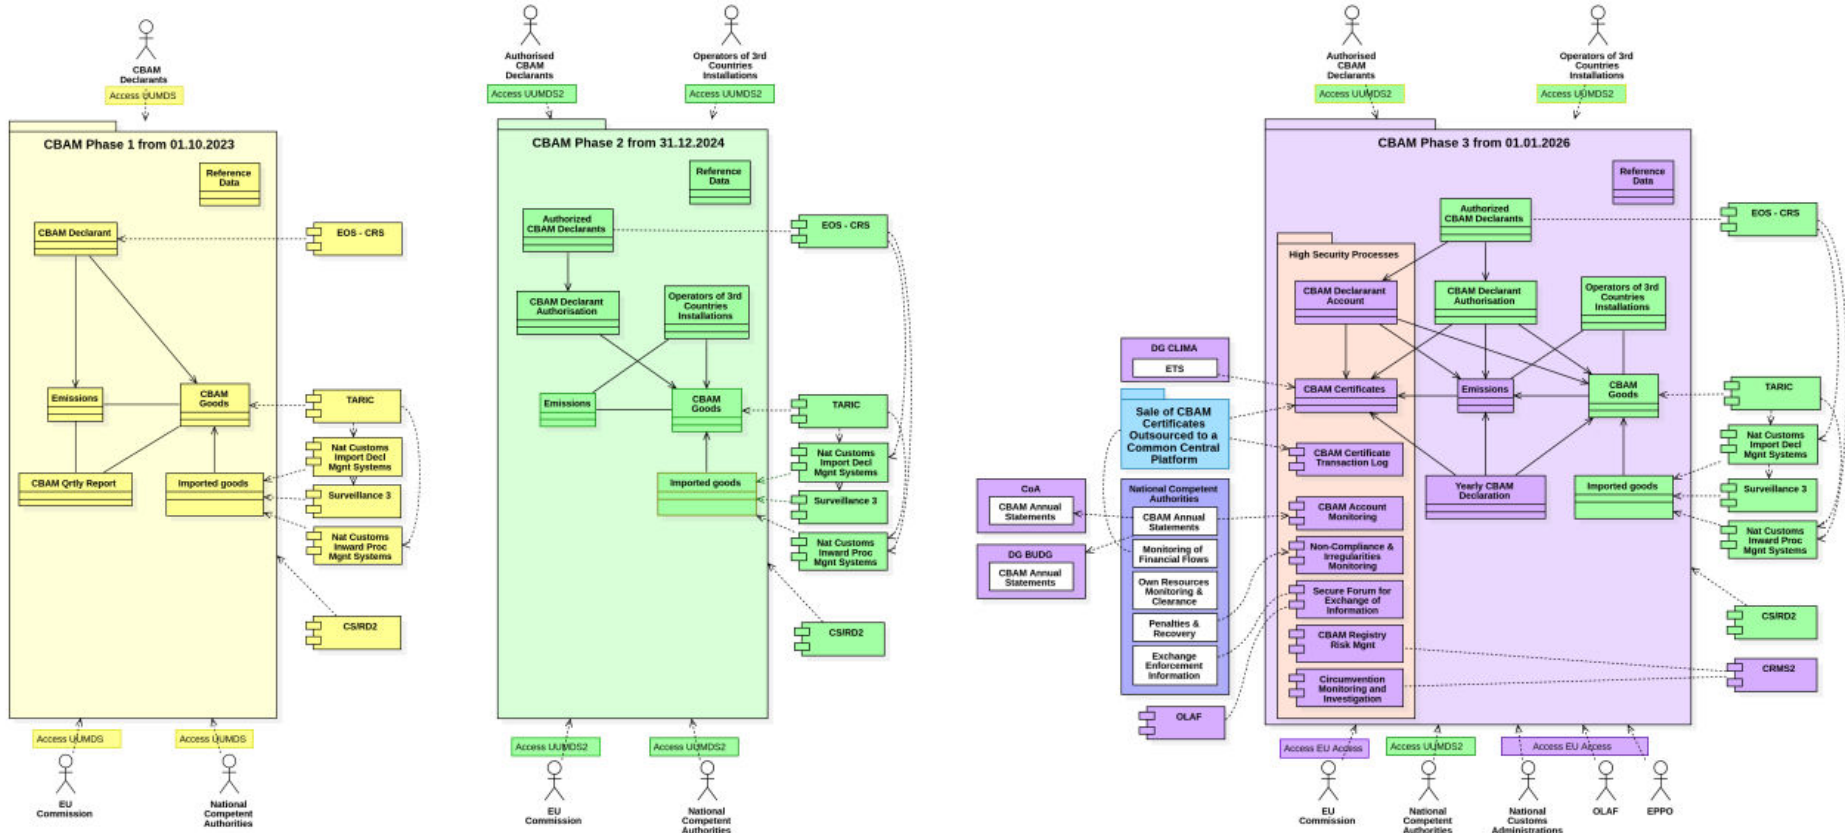 CBAM
Declarants
Access UUMDS
CBAM Phase 1 from 01.10.2023
Reference
Data
CBAM Declarant
EOS - CRS
Emissions
CBAM
Goods
TARIC
Nat Customs
Import Decl
Mgnt Systems
CBAM Qrtly Report
Imported goods
Surveillance 3
Nat Customs
Inward Proc
Mgnt Systems
CS/RD2
Access UUMDS
Access UUMDS
EU
Commission
National
Competent
Authorities
Authorised
CBAM
Declarants
Operators of 3rd
Countries
Installations
Access UUMDS2
Access UUMDS2
CBAM Phase 2 from 31.12.2024
Reference
Data
Authorized
CBAM Declarants
EOS - CRS
CBAM Declarant
Authorisation
Operators of 3rd
Countries
Installations
Emissions
CBAM
Goods
TARIC
Nat Customs
Import Decl
Mgnt Systems
Imported goods
Surveillance 3
Nat Customs
Inward Proc
Mgnt Systems
CS/RD2
Access UUMDS2
Access UUMDS2
EU
Commission
National
Competent
Authorities
Authorised
CBAM
Declarants
Operators of 3rd
Countries
Installations
Access UUMDS2
Access UUMDS2
CBAM Phase 3 from 01.01.2026
Reference
Data
Authorized
CBAM Declarants
EOS - CRS
High Security Processes
CBAM Declararant
Account
CBAM Declarant
Authorisation
Operators of 3rd
Countries
Installations
DG CLIMA
ETS
CBAM Certificates
Emissions
CBAM
Goods
TARIC
Sale of CBAM
Certificates
Outsourced to a
Common Central
Platform
CBAM Certificate
Transaction Log
Nat Customs
Import Decl
Mgnt Systems
Yearly CBAM
Declaration
Imported goods
Surveillance 3
CoA
CBAM Annual
Statements
National Competent
Authorities
CBAM Annual
Statements
CBAM Account
Monitoring
Nat Customs
Inward Proc
Mgnt Systems
DG BUDG
CBAM Annual
Statements
Monitoring of
Financial Flows
Non-Compliance &
Irregularities
Monitoring
Own Resources
Monitoring &
Clearance
Secure Forum for
Exchange of
Information
Penalties &
Recovery
CBAM Registry
Risk Mgnt
CS/RD2
Exchange
Enforcement
Information
Circumvention
Monitoring and
Investigation
CRMS2
OLAF
Access EU Access
Access UUMDS2
Access EU Access
EU
Commission
National
Competent
Authorities
National
Customs
Administrations
OLAF
EPPO